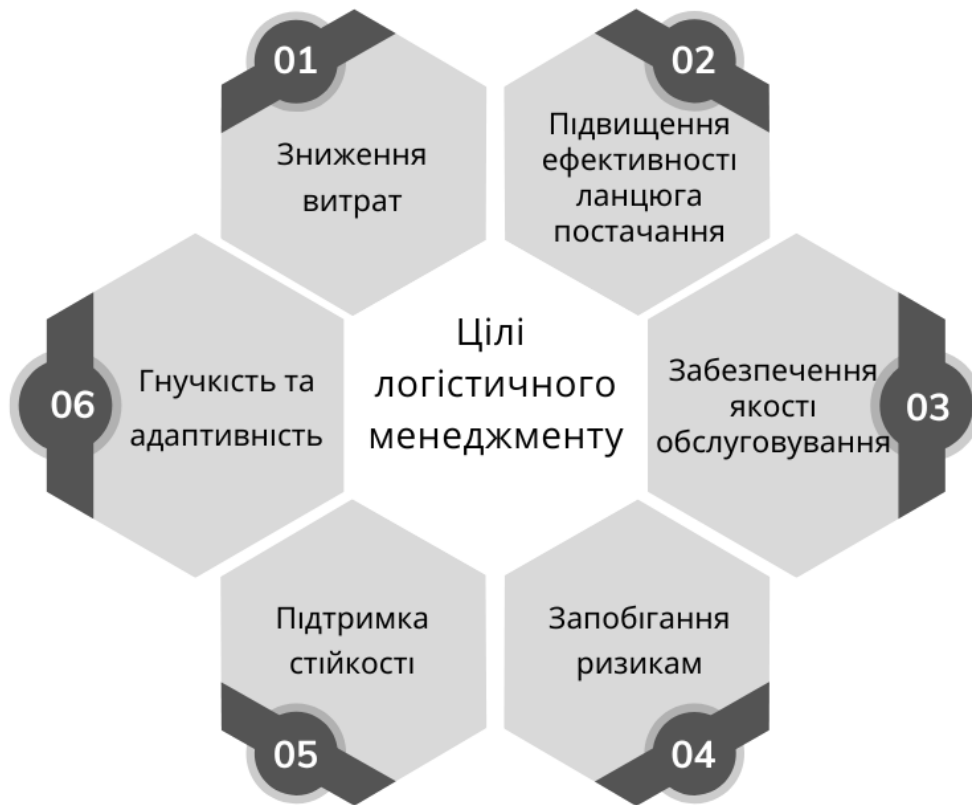 01
Зниження
витрат
02
Підвищення
ефективності
ланцюга
постачання
Цілі
логістичного
менеджменту
03
Забезпечення
якості
обслуговування
04
Запобігання
ризикам
05
Підтримка
стійкості
06
Гнучкість та
адаптивність